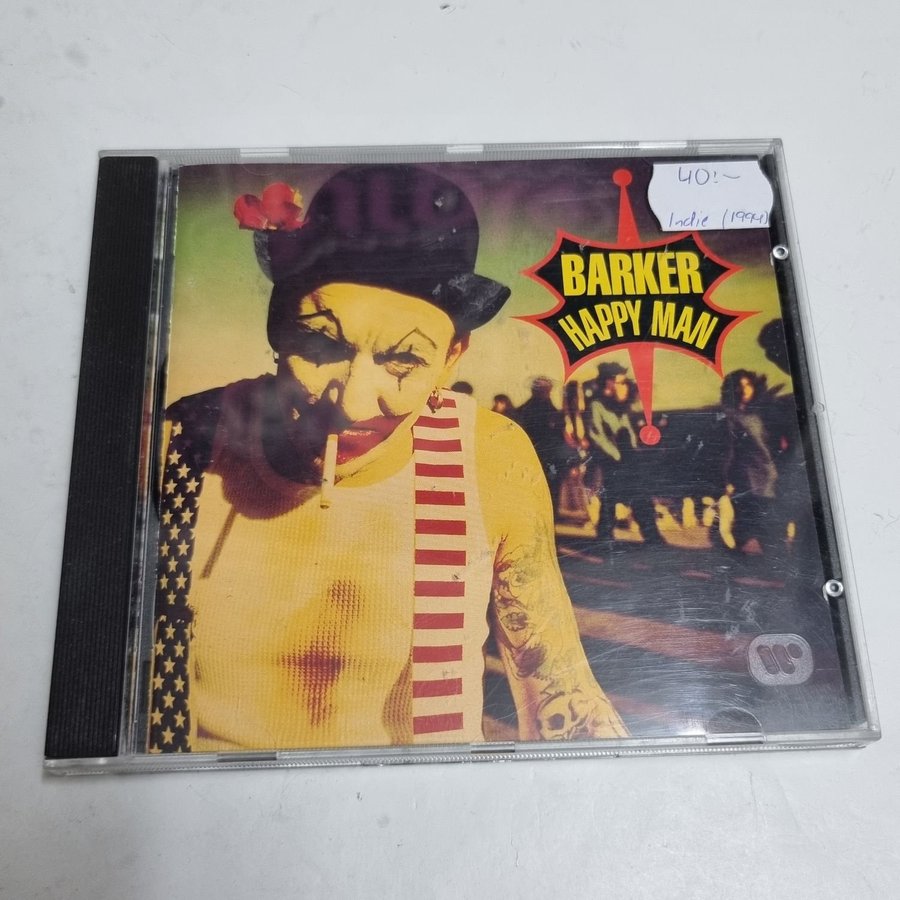 40:-
Indie (1994)
BARKER
HAPPY MAN